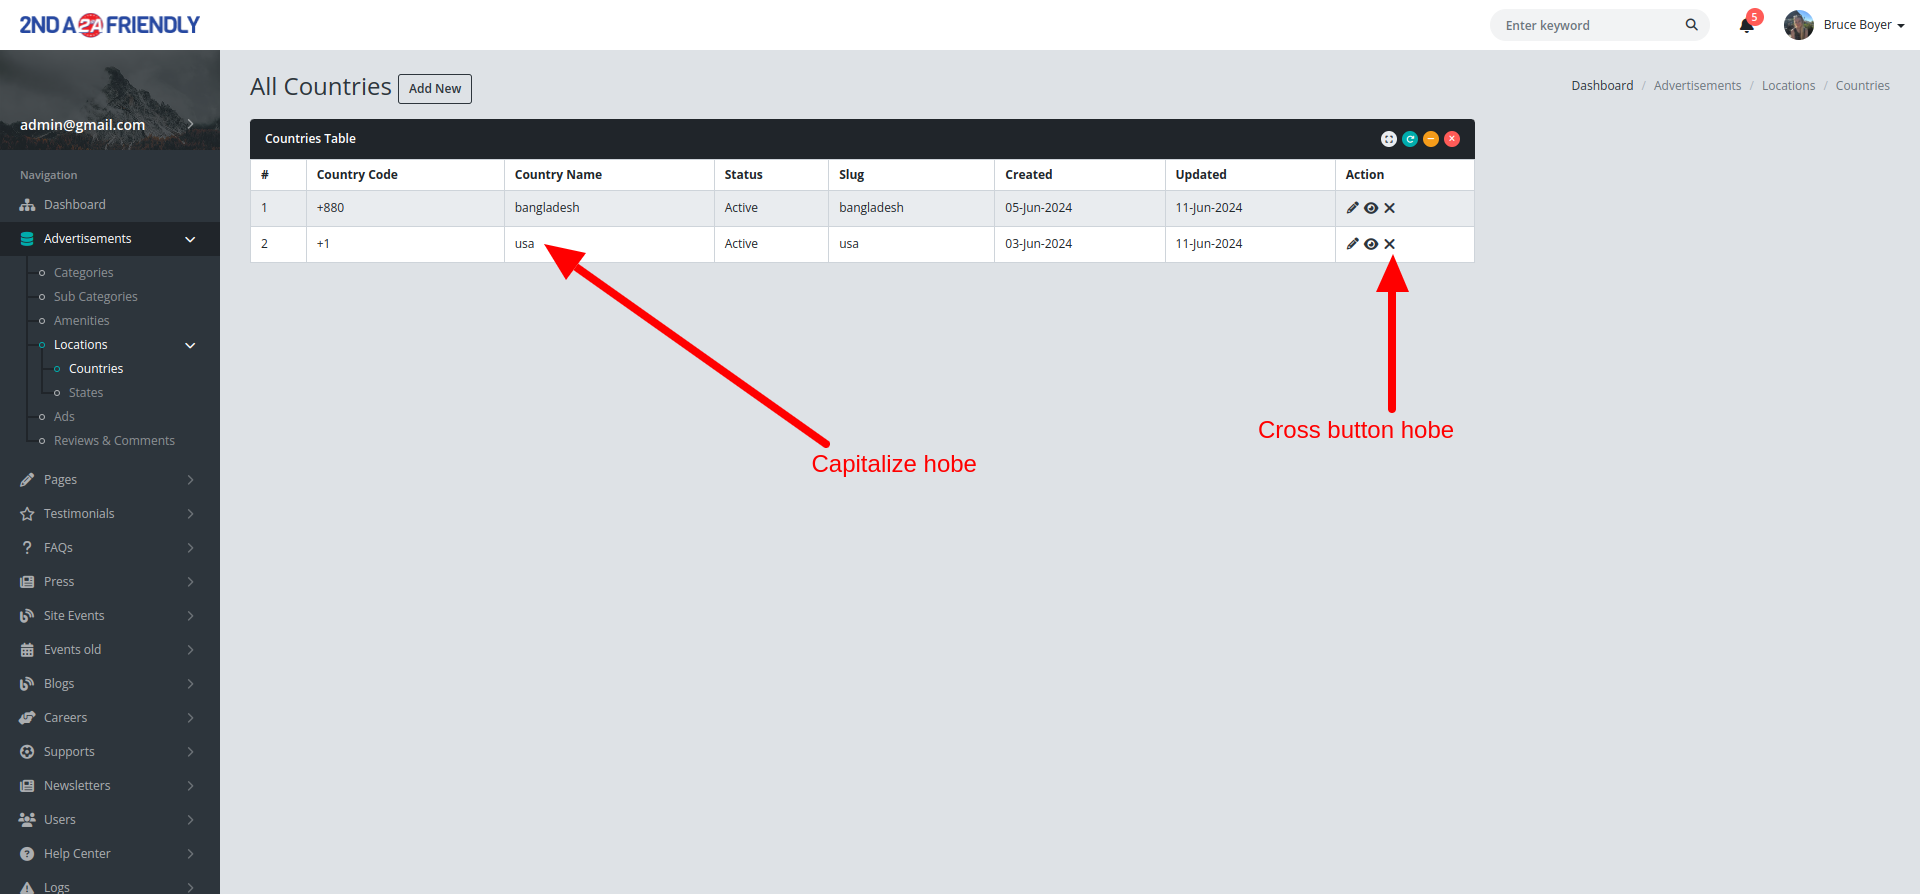 2ND A 2A FRIENDLY
Enter keyword
5
Bruce Boyer
admin@gmail.com
Navigation
Dashboard
Advertisements
Categories
Sub Categories
Amenities
Locations
Countries
States
Ads
Reviews & Comments
Pages
Testimonials
FAQs
Press
Site Events
Events old
Blogs
Careers
Supports
Newsletters
Users
Help Center
Logs
All Countries Add New
Dashboard / Advertisements / Locations / Countries
Countries Table
# Country Code Country Name Status Slug Created Updated Action
1 +880 bangladesh Active bangladesh 05-Jun-2024 11-Jun-2024
2 +1 usa Active usa 03-Jun-2024 11-Jun-2024
Cross button hobe
Capitalize hobe